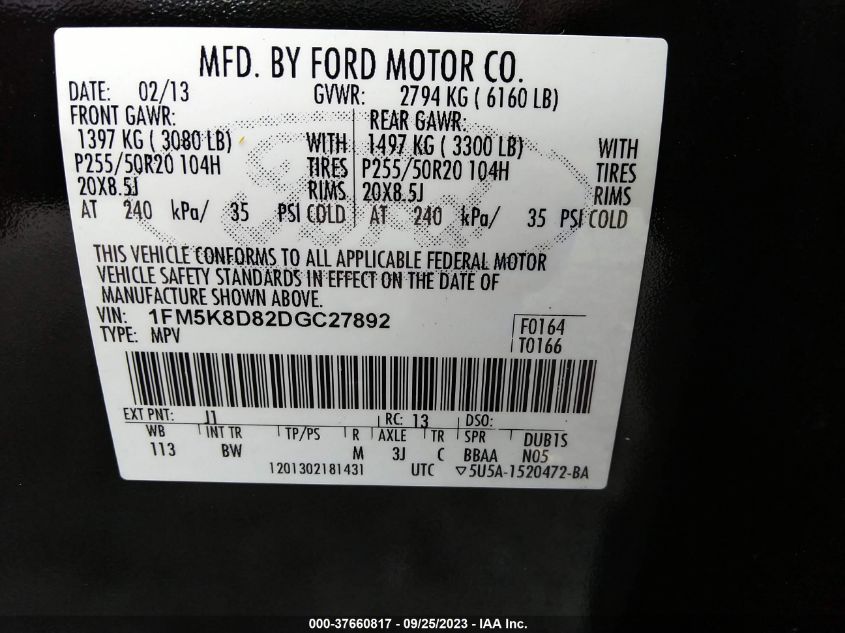 MFD. BY FORD MOTOR CO.
DATE: 02/13 GVWR: 2794 KG ( 6160 LB)
FRONT GAWR: REAR GAWR:
1397 KG ( 3080 LB) WITH 1497 KG ( 3300 LB) WITH
P255/50R20 104H TIRES P255/50R20 104H TIRES
20X8.5J RIMS 20X8.5J RIMS
AT 240 kPa/ 35 PSI COLD AT 240 kPa/ 35 PSI COLD
THIS VEHICLE CONFORMS TO ALL APPLICABLE FEDERAL MOTOR
VEHICLE SAFETY STANDARDS IN EFFECT ON THE DATE OF
MANUFACTURE SHOWN ABOVE.
VIN: 1FM5K8D82DGC27892 F0164
TYPE: MPV T0166
EXT PNT: J1 RC: 13 DSO:
WB INT TR TP/PS R AXLE TR SPR DUB1S
113 BW M 3J C BBAA N05
1201302181431 UTC ▽5U5A-1520472-BA
000-37660817 - 09/25/2023 - IAA Inc.